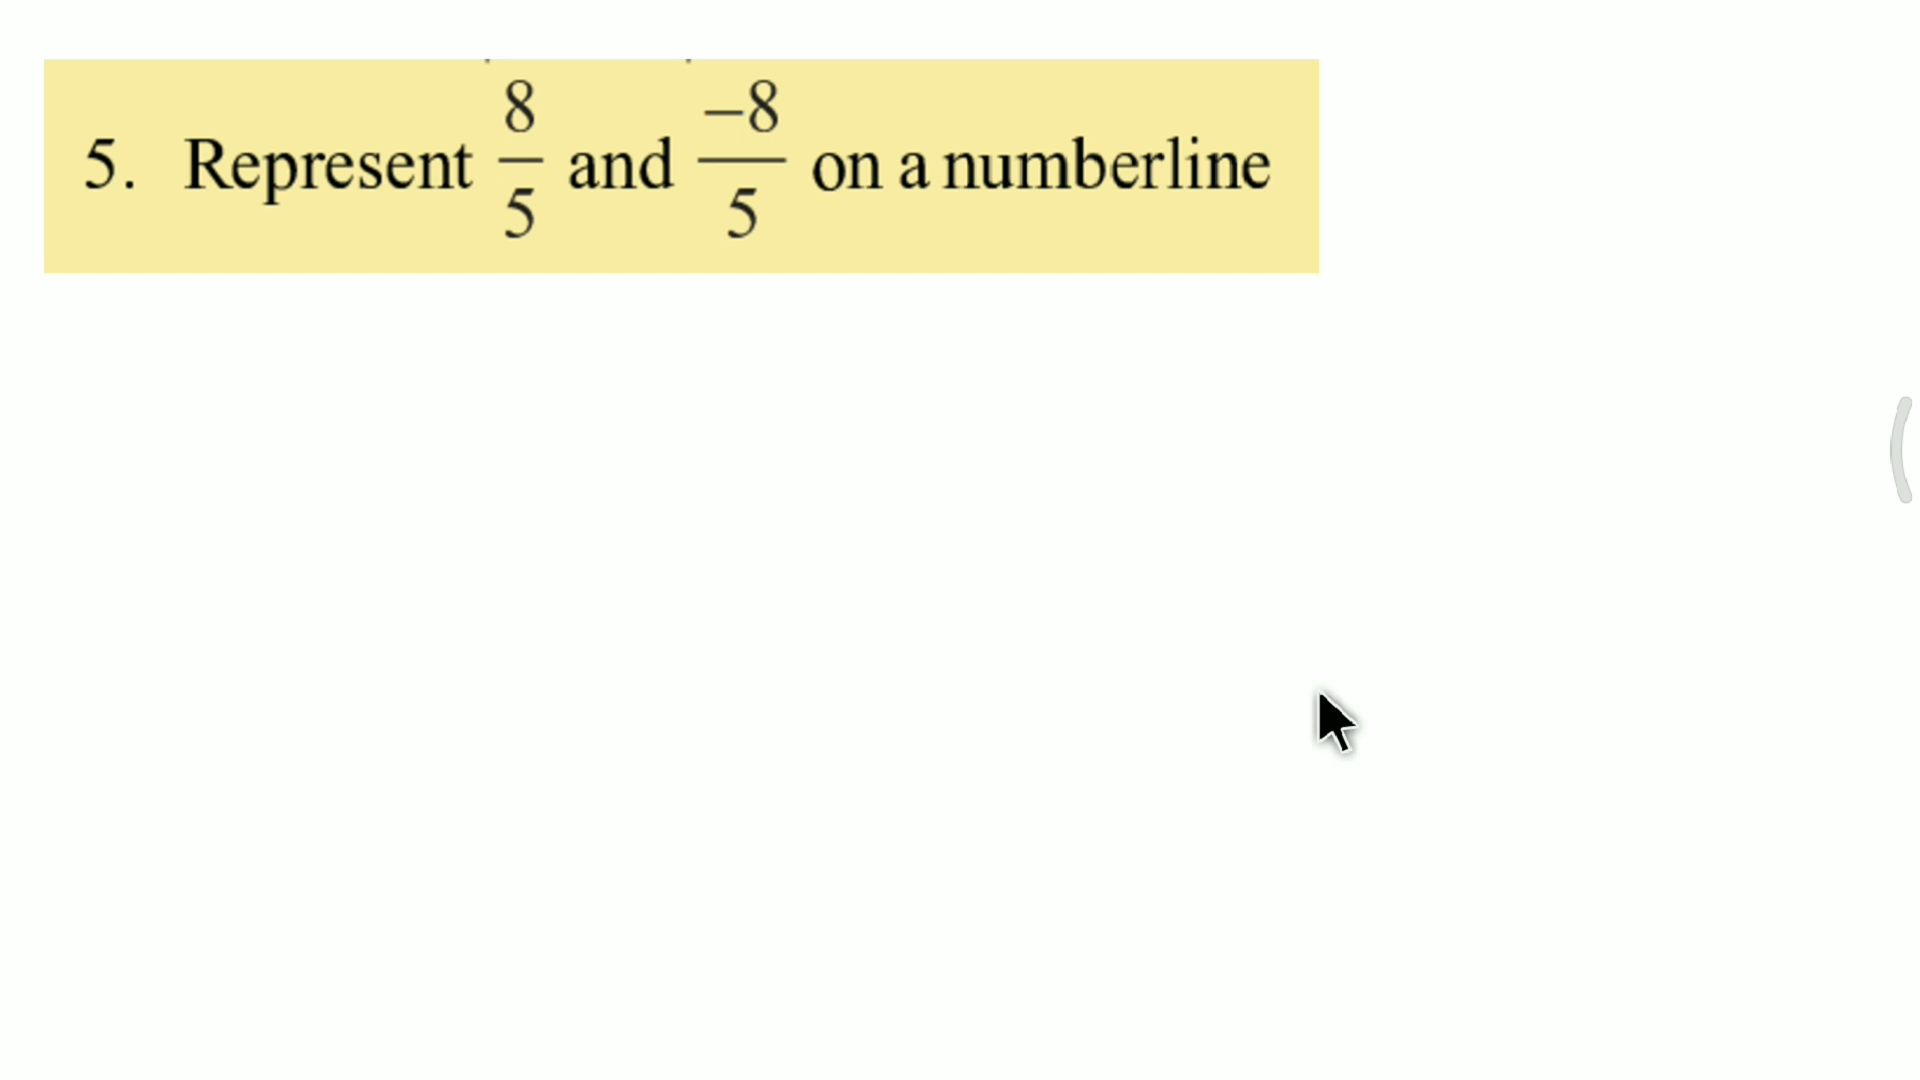 5. Represent 8/5 and –8/5 on a numberline